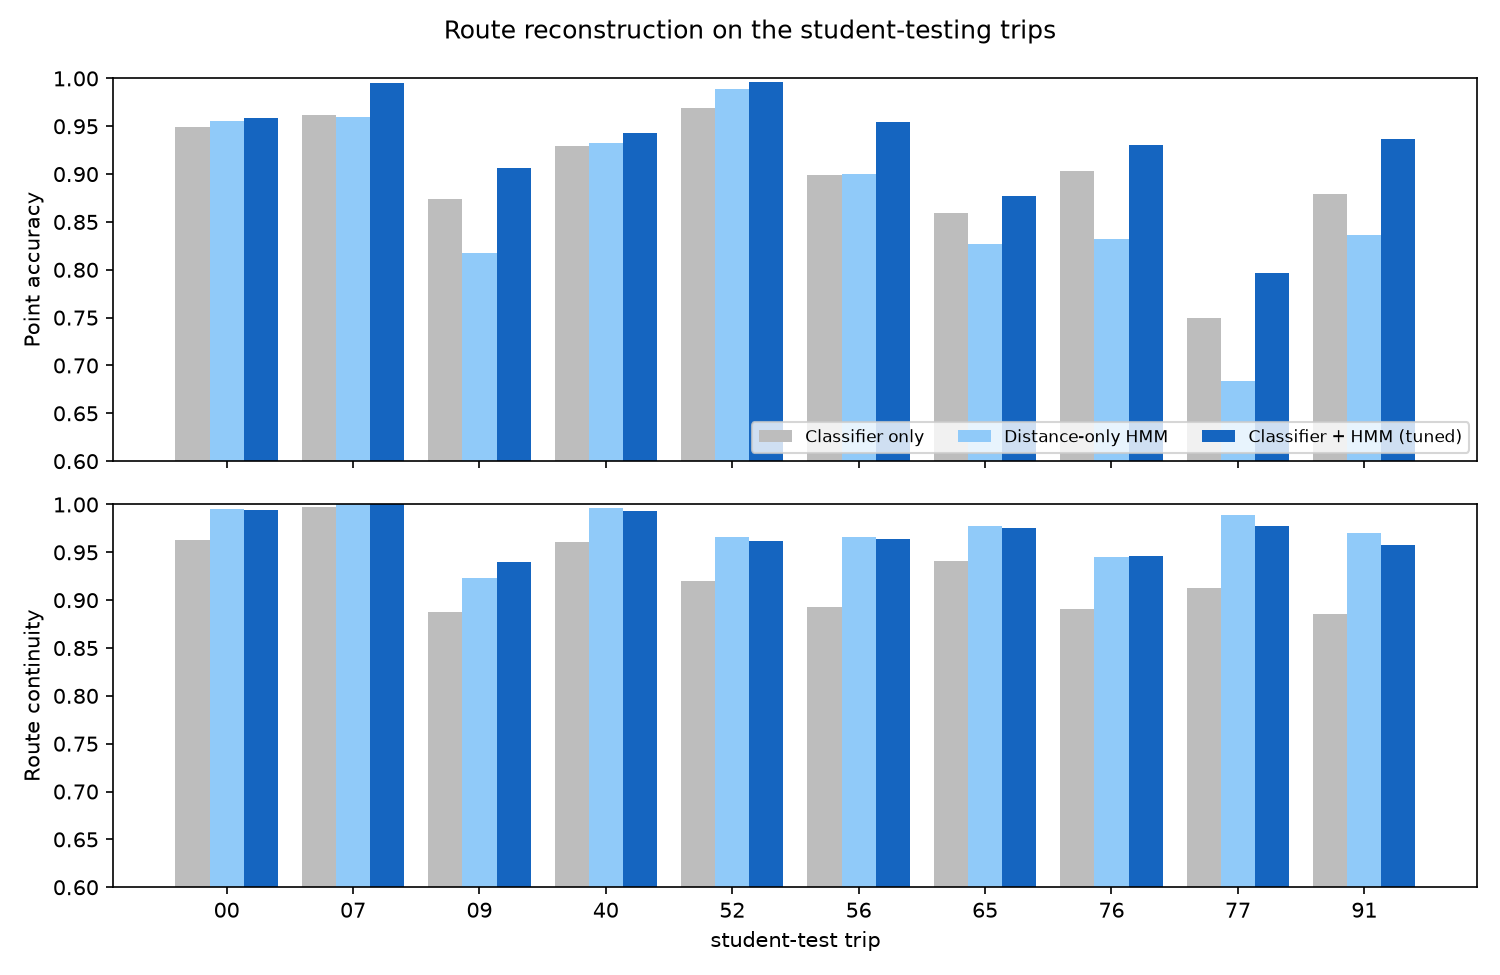 Route reconstruction on the student-testing trips
1.00
0.95
0.90
0.85
0.80
0.75
0.70
0.65
0.60
Point accuracy
Classifier only
Distance-only HMM
Classifier + HMM (tuned)
1.00
0.95
0.90
0.85
0.80
0.75
0.70
0.65
0.60
Route continuity
00 07 09 40 52 56 65 76 77 91
student-test trip